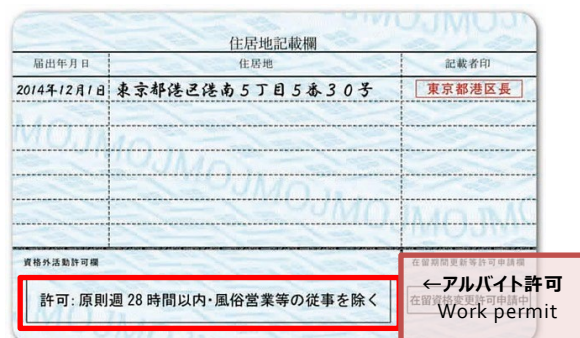 住居地記載欄
届出年月日 住居地 記載者印
2014年12月1日 東京都港区港南5丁目5番30号 東京都港区長
資格外活動許可欄 在留期間更新等許可申請欄
許可: 原則週 28 時間以内・風俗営業等の従事を除く
在留資格変更許可申請中
←アルバイト許可
Work permit
MOJMOJMOJMOJMO